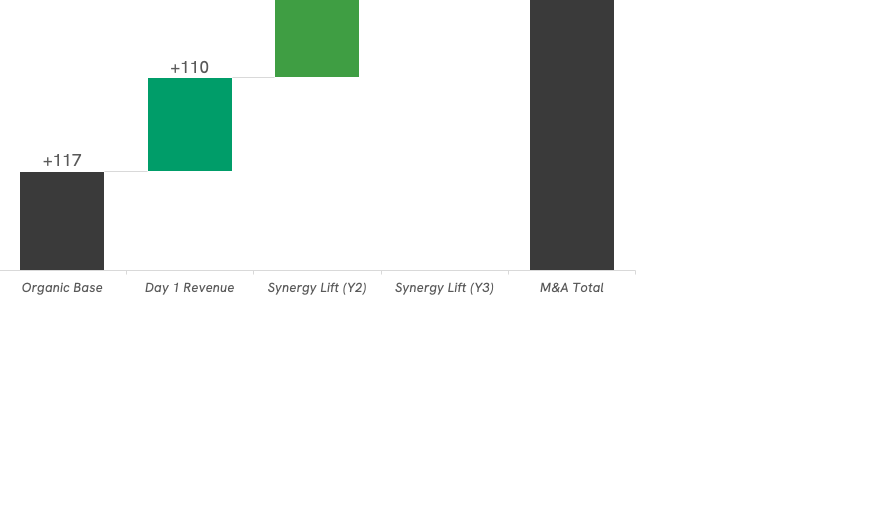 +110
+117
Organic Base
Day 1 Revenue
Synergy Lift (Y2)
Synergy Lift (Y3)
M&A Total